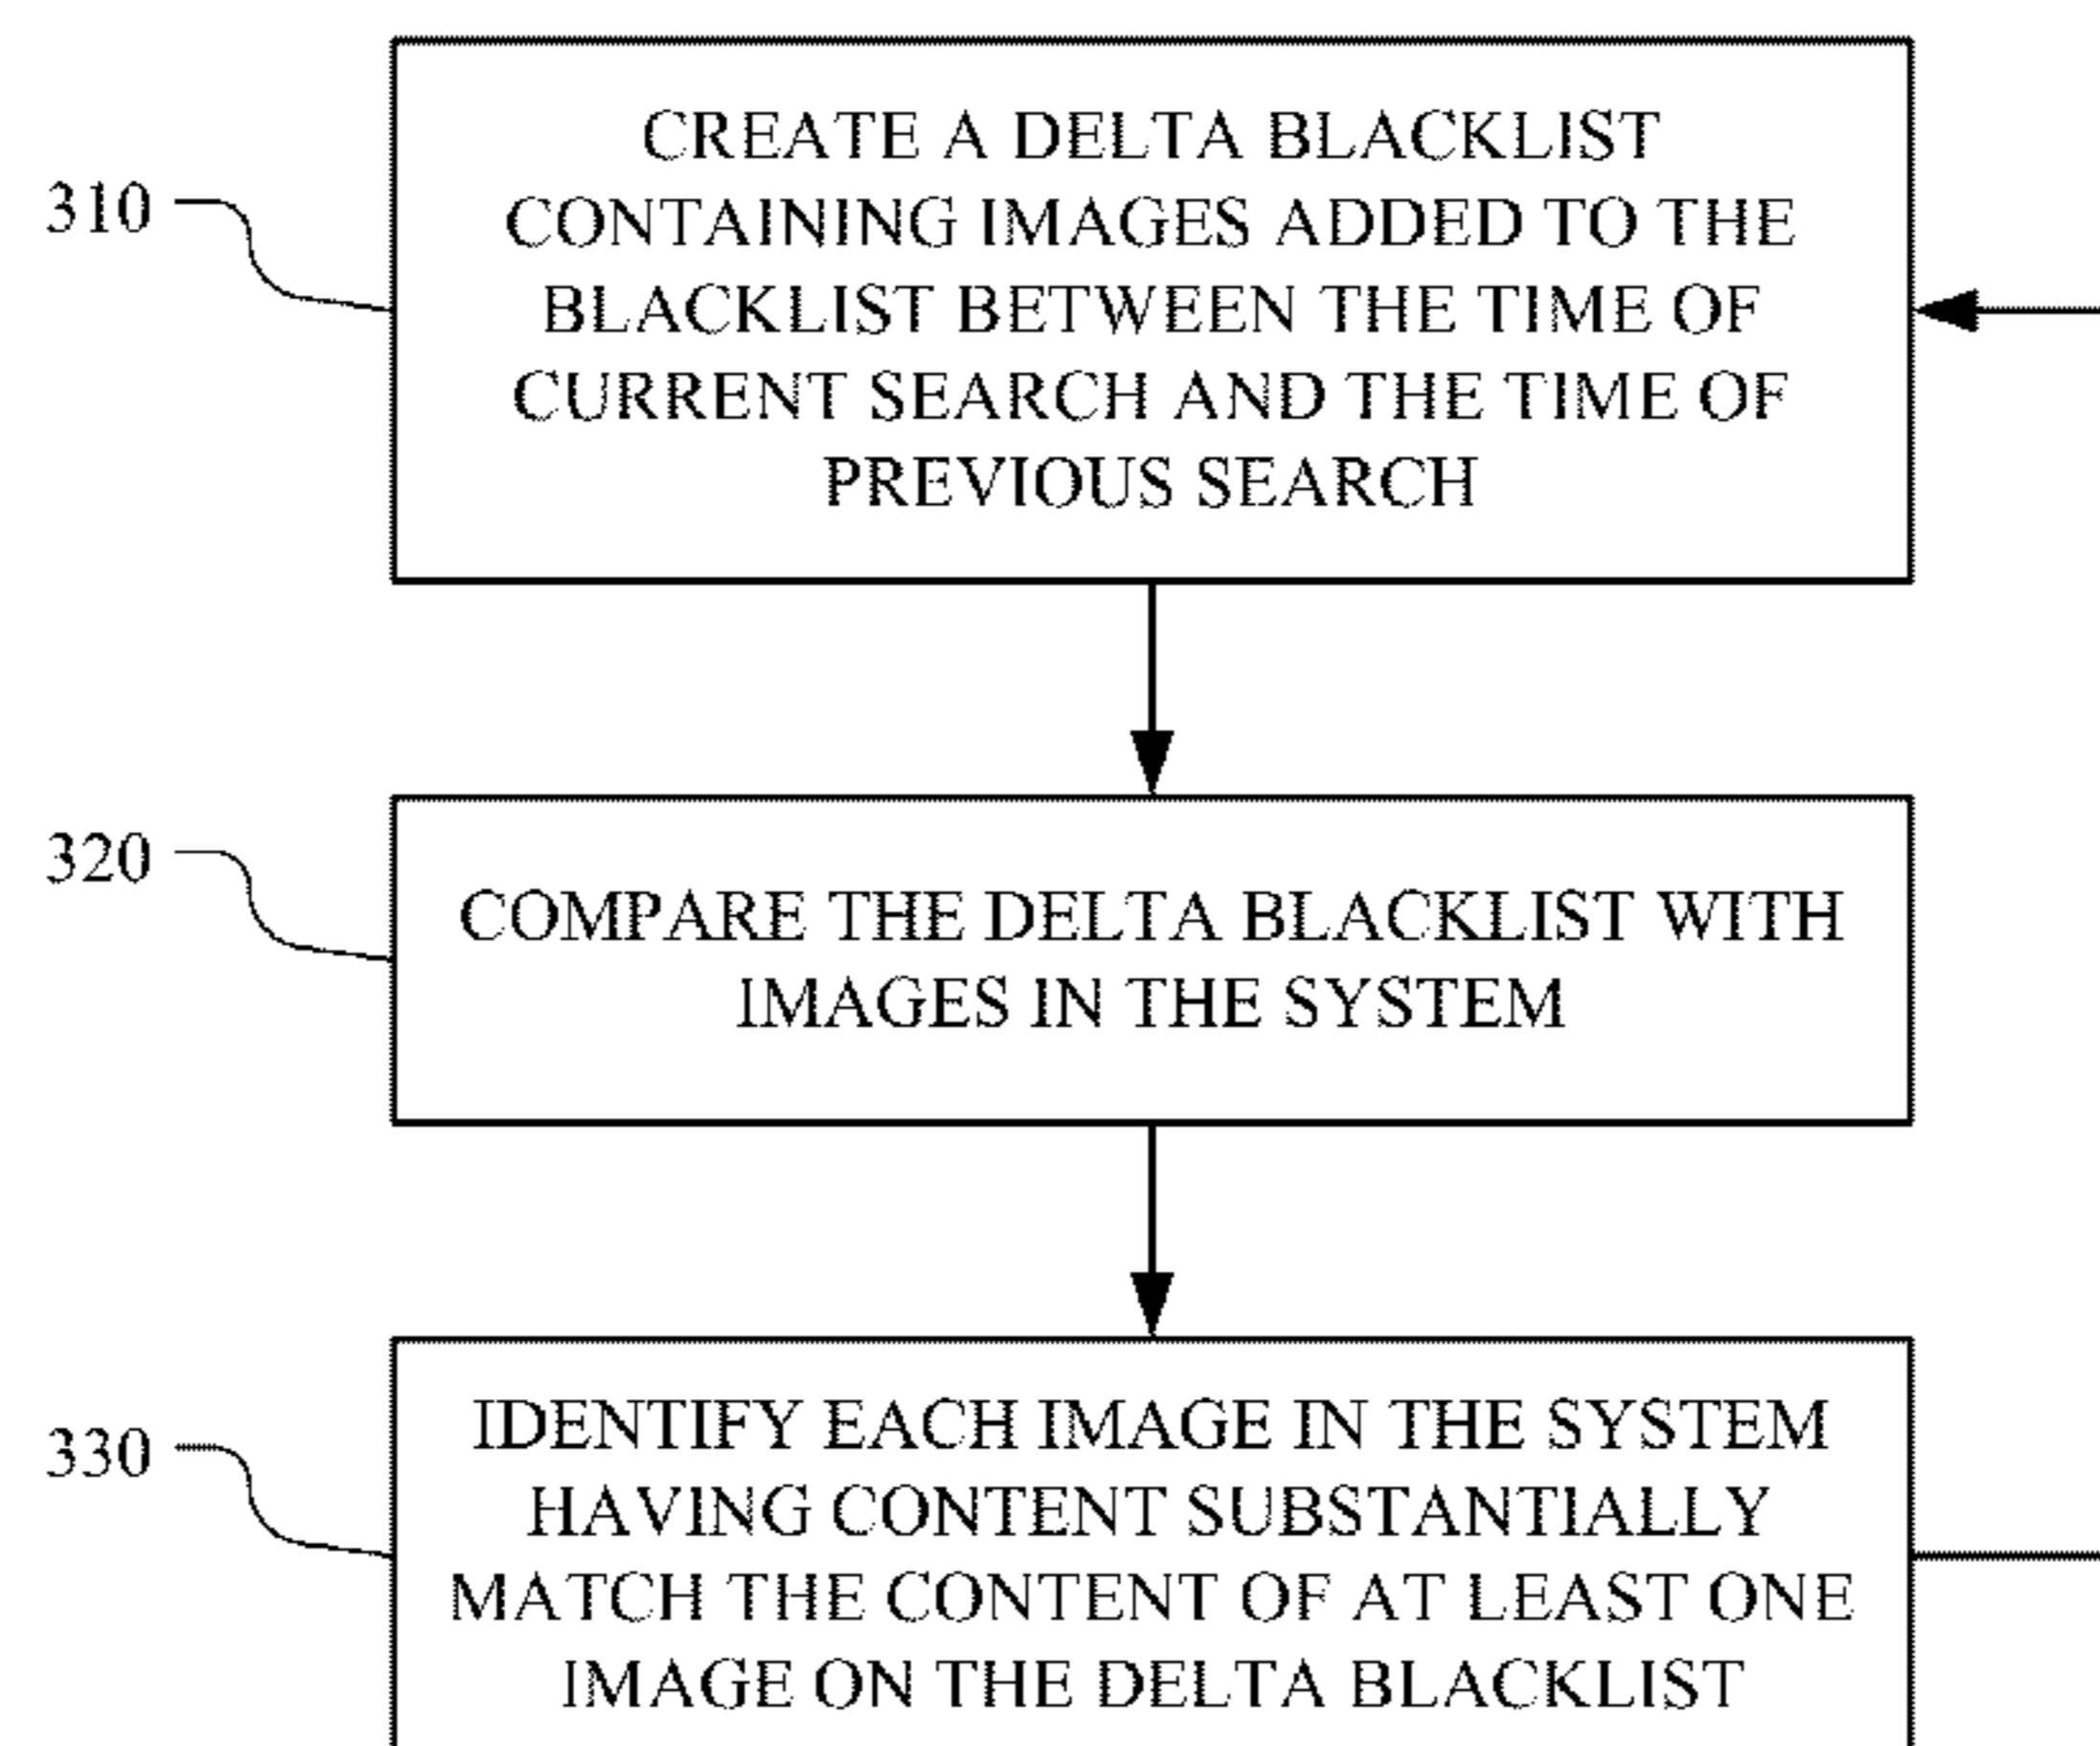 310
CREATE A DELTA BLACKLIST
CONTAINING IMAGES ADDED TO THE
BLACKLIST BETWEEN THE TIME OF
CURRENT SEARCH AND THE TIME OF
PREVIOUS SEARCH
320
COMPARE THE DELTA BLACKLIST WITH
IMAGES IN THE SYSTEM
330
IDENTIFY EACH IMAGE IN THE SYSTEM
HAVING CONTENT SUBSTANTIALLY
MATCH THE CONTENT OF AT LEAST ONE
IMAGE ON THE DELTA BLACKLIST